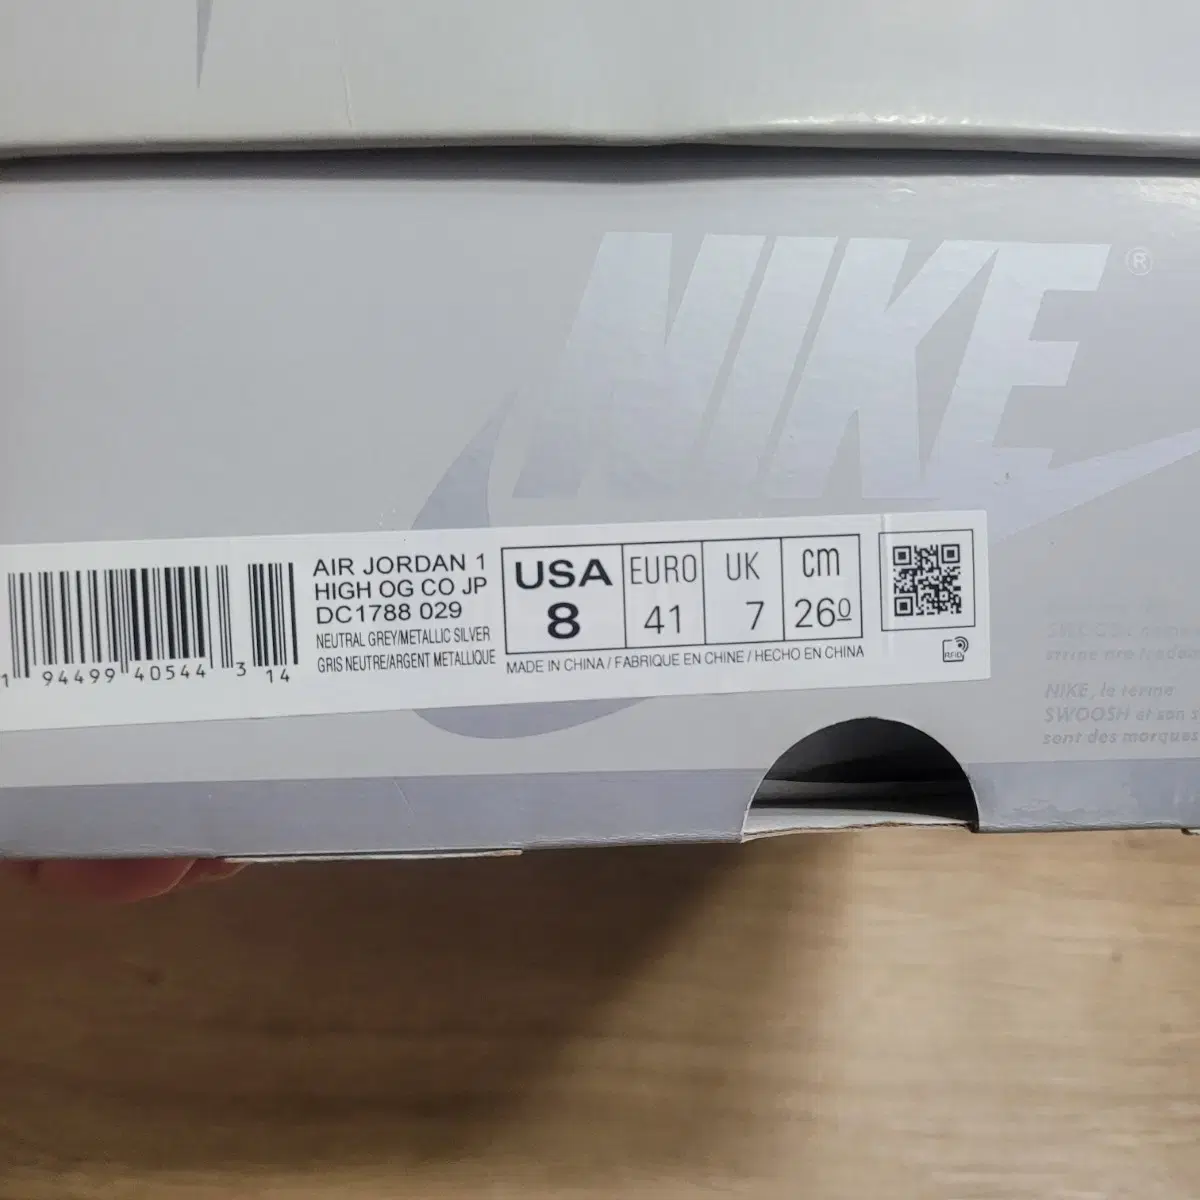 NIKE®
AIR JORDAN 1
HIGH OG CO JP
DC1788 029
NEUTRAL GREY/METALLIC SILVER
GRIS NEUTRE/ARGENT METALLIQUE
USA
8
EURO
41
UK
7
cm
26⁰
MADE IN CHINA / FABRIQUE EN CHINE / HECHO EN CHINA
1 94499 40544 3 14
RFID
NIKE, le terme
SWOOSH et son s
sont des marques